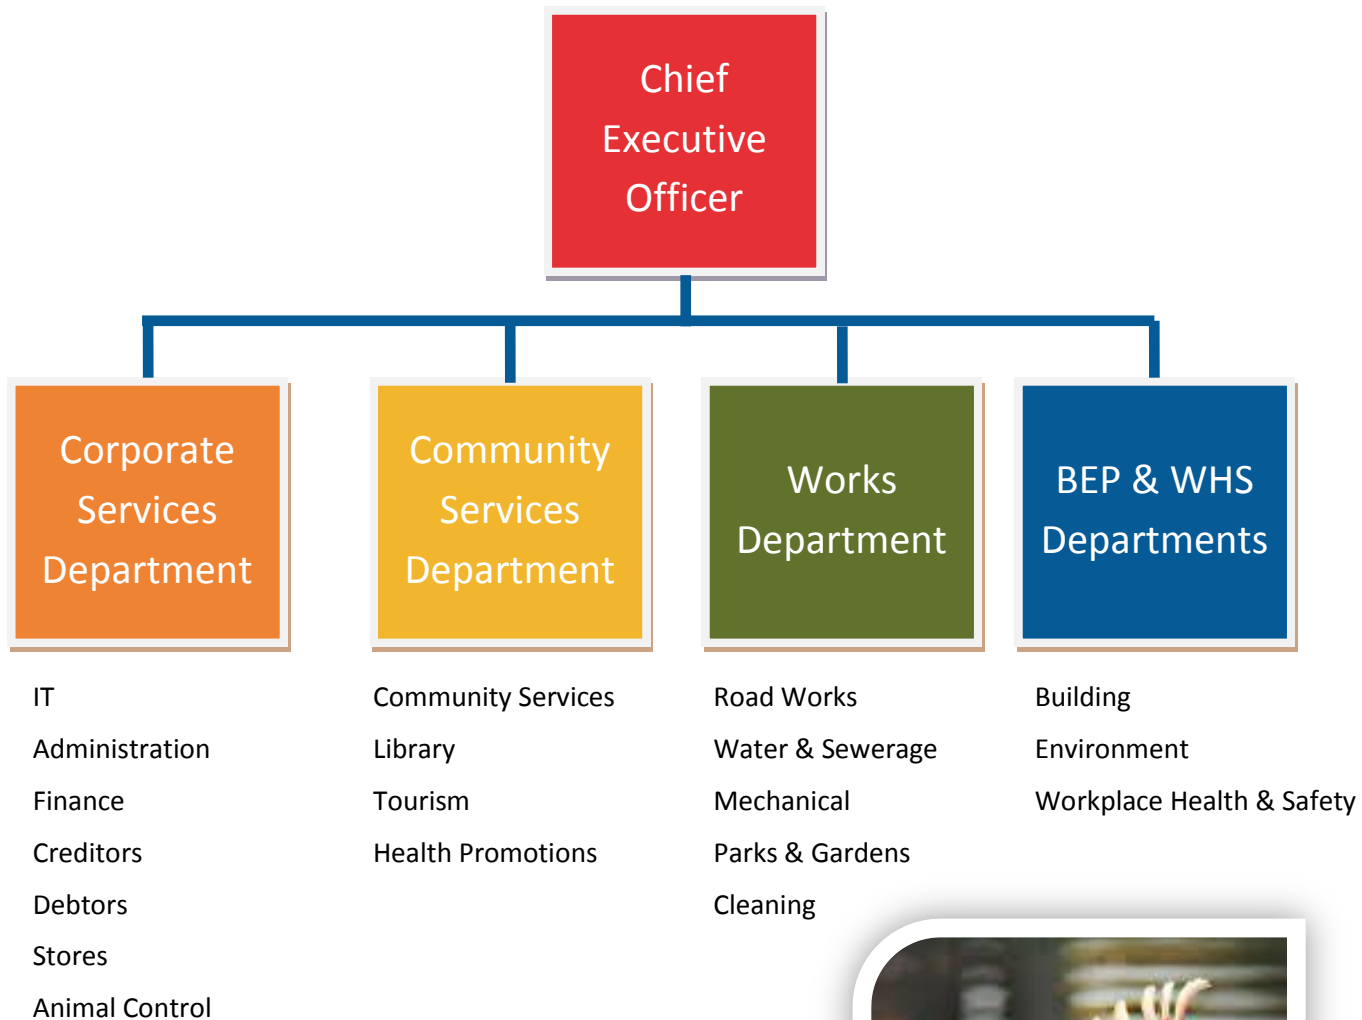 Chief
Executive
Officer
Corporate
Services
Department
Community
Services
Department
Works
Department
BEP & WHS
Departments
IT
Administration
Finance
Creditors
Debtors
Stores
Animal Control
Community Services
Library
Tourism
Health Promotions
Road Works
Water & Sewerage
Mechanical
Parks & Gardens
Cleaning
Building
Environment
Workplace Health & Safety